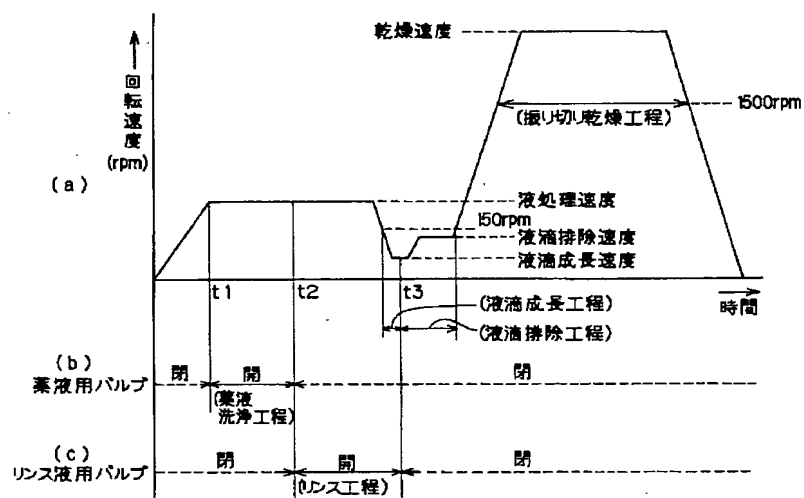 乾燥速度
回転速度
(rpm)
1500rpm
(振り切り乾燥工程)
(a)
液処理速度
150rpm
液滴排除速度
液滴成長速度
t1
t2
t3
時間
(液滴成長工程)
(液滴排除工程)
(b)
薬液用バルブ
閉
開
閉
(薬液
洗浄工程)
(c)
リンス液用バルブ
閉
開
閉
(リンス工程)